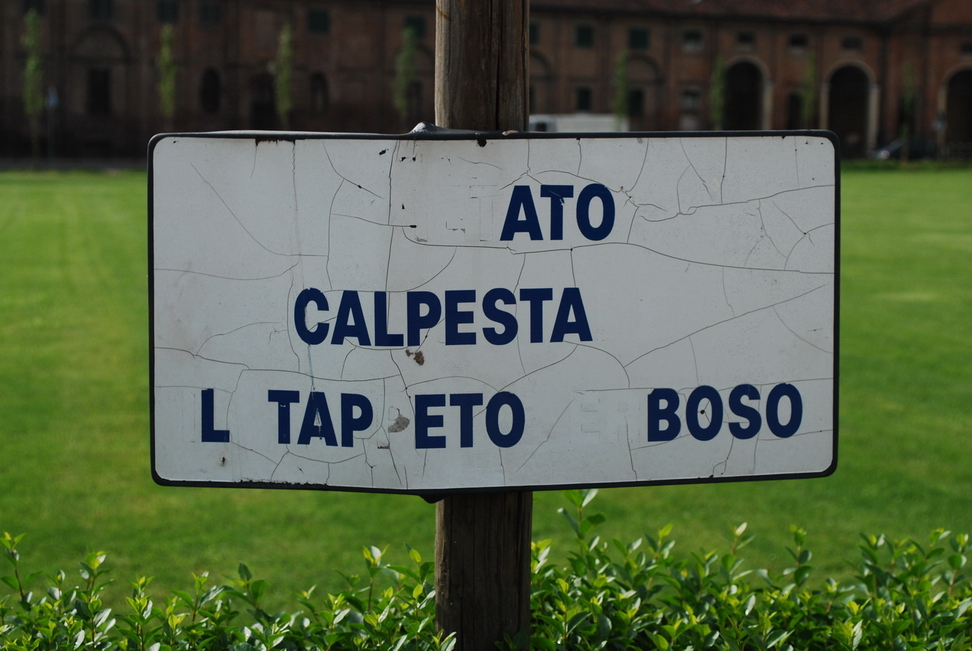 ATO
CALPESTA
L TAP ETO BOSO